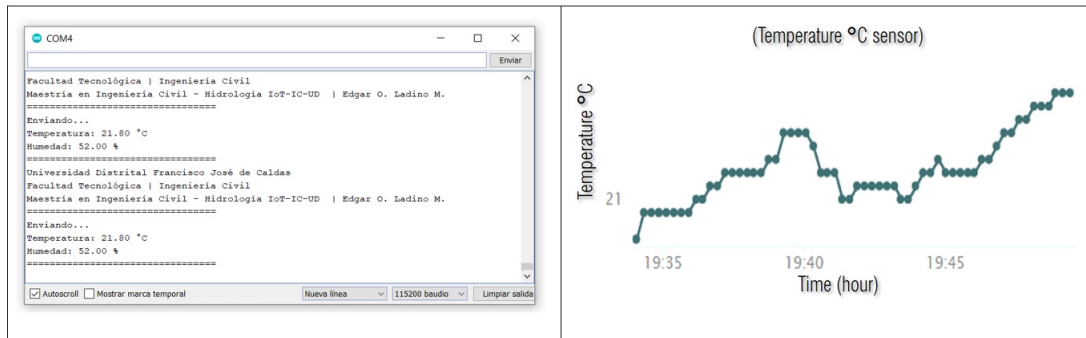 COM4
Enviar
Facultad Tecnológica | Ingeniería Civil
Maestría en Ingeniería Civil - Hidrología IoT-IC-UD | Edgar O. Ladino M.
=================================
Enviando...
Temperatura: 21.80 °C
Humedad: 52.00 %
=================================
Universidad Distrital Francisco José de Caldas
Facultad Tecnológica | Ingeniería Civil
Maestría en Ingeniería Civil - Hidrología IoT-IC-UD | Edgar O. Ladino M.
=================================
Enviando...
Temperatura: 21.80 °C
Humedad: 52.00 %
=================================
Autoscroll Mostrar marca temporal Nueva línea 115200 baudio Limpiar salida
(Temperature °C sensor)
Temperature °C
21
19:35 19:40 19:45
Time (hour)